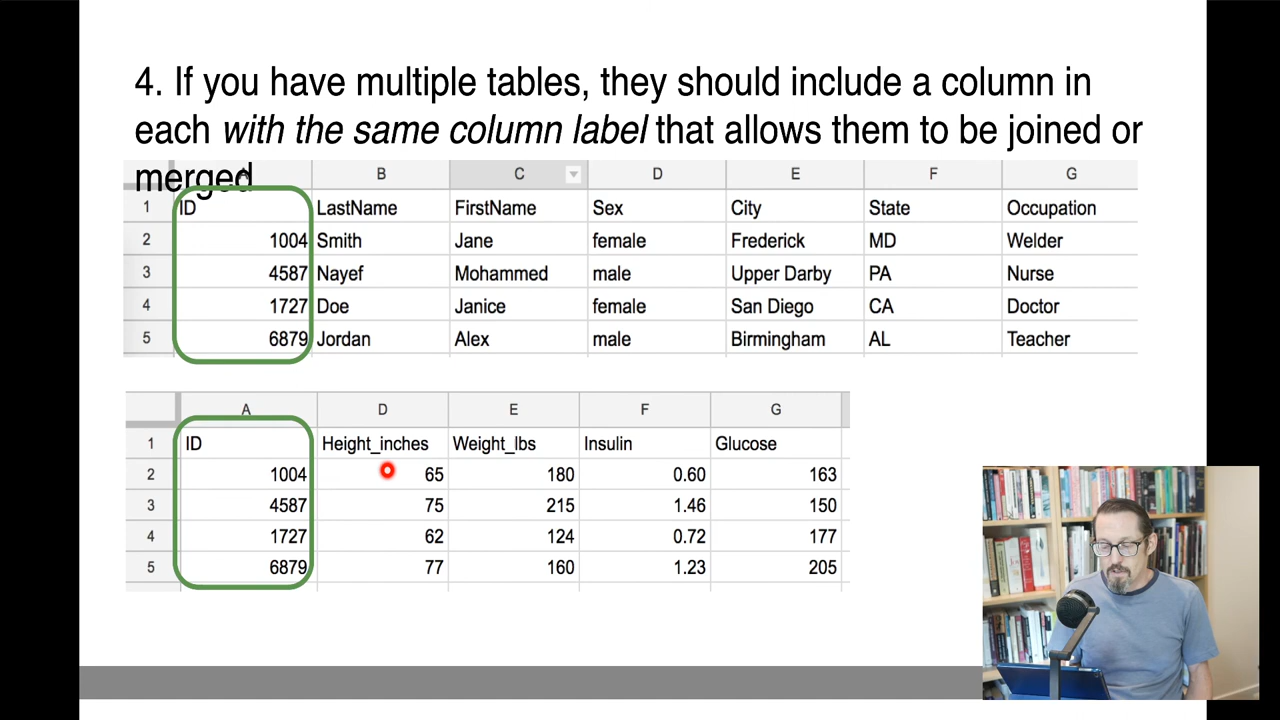 4. If you have multiple tables, they should include a column in
each with the same column label that allows them to be joined or
merged
A B C D E F G
1 ID LastName FirstName Sex City State Occupation
2 1004 Smith Jane female Frederick MD Welder
3 4587 Nayef Mohammed male Upper Darby PA Nurse
4 1727 Doe Janice female San Diego CA Doctor
5 6879 Jordan Alex male Birmingham AL Teacher
A D E F G
1 ID Height_inches Weight_lbs Insulin Glucose
2 1004 65 180 0.60 163
3 4587 75 215 1.46 150
4 1727 62 124 0.72 177
5 6879 77 160 1.23 205